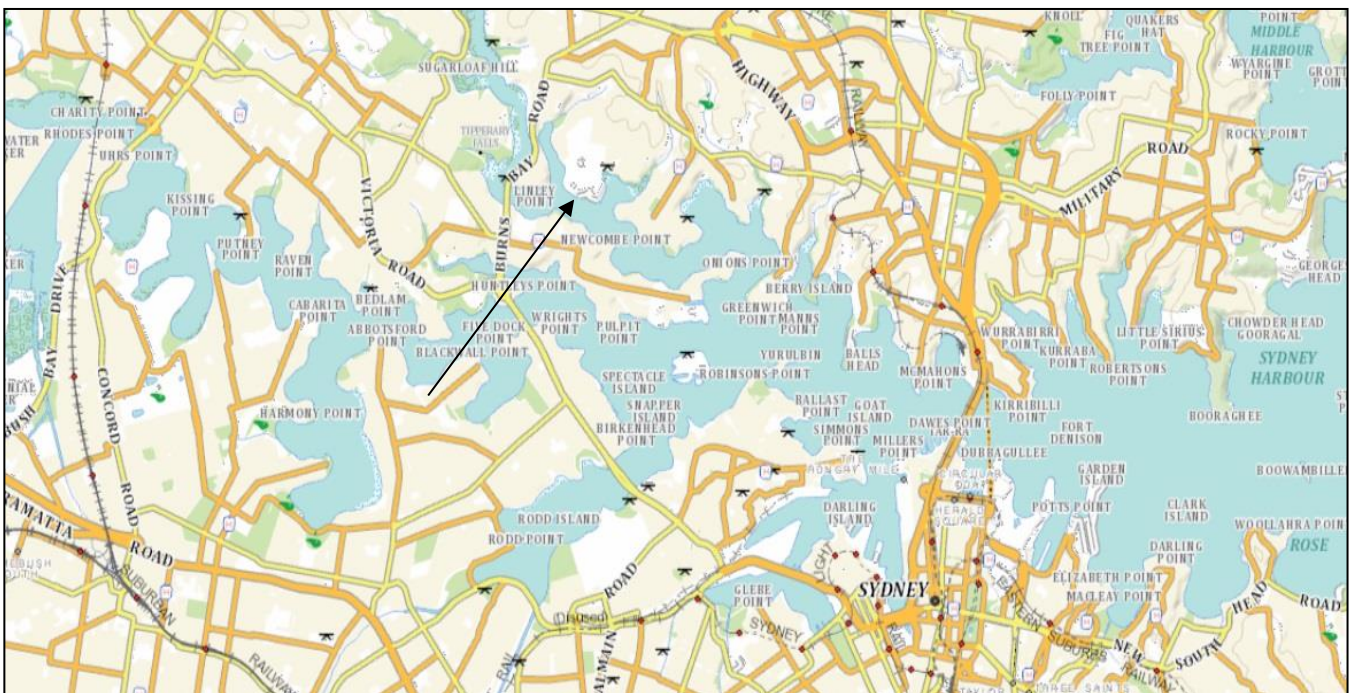 KNOLL
QUAKERS
HAT
POINT
MIDDLE
HARBOUR
FIG
TREE POINT
WYARGINE
POINT
SUGARLOAF HILL
ROAD
HIGHWAY
RAILWAY
FOLLY POINT
CHARITY POINT
RHODES POINT
UHRS POINT
TIPPERARY
FALLS
ROCKY POINT
ROAD
BAY
LINLEY
POINT
MILITARY
KISSING
POINT
VICTORIA
ROAD
BURNS
NEWCOMBE POINT
PUTNEY
POINT
RAVEN
POINT
ONIONS POINT
GEORGES
HEAD
DRIVE
BAY
CABARITA
POINT
BEDLAM
POINT
HUNTLEYS POINT
BERRY ISLAND
ABBOTSFORD
POINT
FIVE DOCK
POINT
BLACKWALL POINT
WRIGHTS
POINT
PULPIT
POINT
GREENWICH
POINT
MANNS
POINT
WURRABIRRI
POINT
KURRABA
POINT
LITTLE SIRIUS
POINT
CHOWDER HEAD
GOORAGAL
YURULBIN
BALLS
HEAD
MCMAHONS
POINT
ROBERTSONS
POINT
SYDNEY
HARBOUR
CONCORD
ROAD
SPECTACLE
ISLAND
ROBINSONS POINT
SNAPPER
ISLAND
BIRKENHEAD
POINT
BALLAST
POINT
GOAT
ISLAND
SIMMONS
POINT
MILLERS
POINT
DAWES POINT
TAR-RA
KIRRIBILLI
POINT
FORT
DENISON
BOORAGHEE
HARMONY POINT
DUBBAGULLEE
CIRCULAR
QUAY
GARDEN
ISLAND
RODD ISLAND
RODD POINT
DARLING
ISLAND
HERALD
SQUARE
POTTS POINT
CLARK
ISLAND
ROSE
ROAD
SUBURBAN
RAILWAY
ROAD
DARLING
POINT
GLEBE
POINT
SYDNEY
EASTERN
SUBURBS
RAILWAY
ELIZABETH POINT
MACLEAY POINT
NEW
SOUTH
HEAD
ROAD
(Disused)
SYDNEY